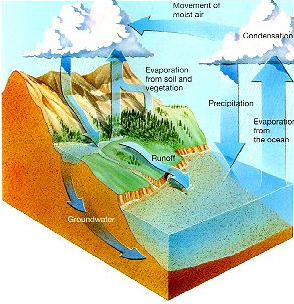 Movement of
moist air
Condensation
Evaporation
from soil and
vegetation
Precipitation
Evaporation
from
the ocean
Runoff
Groundwater